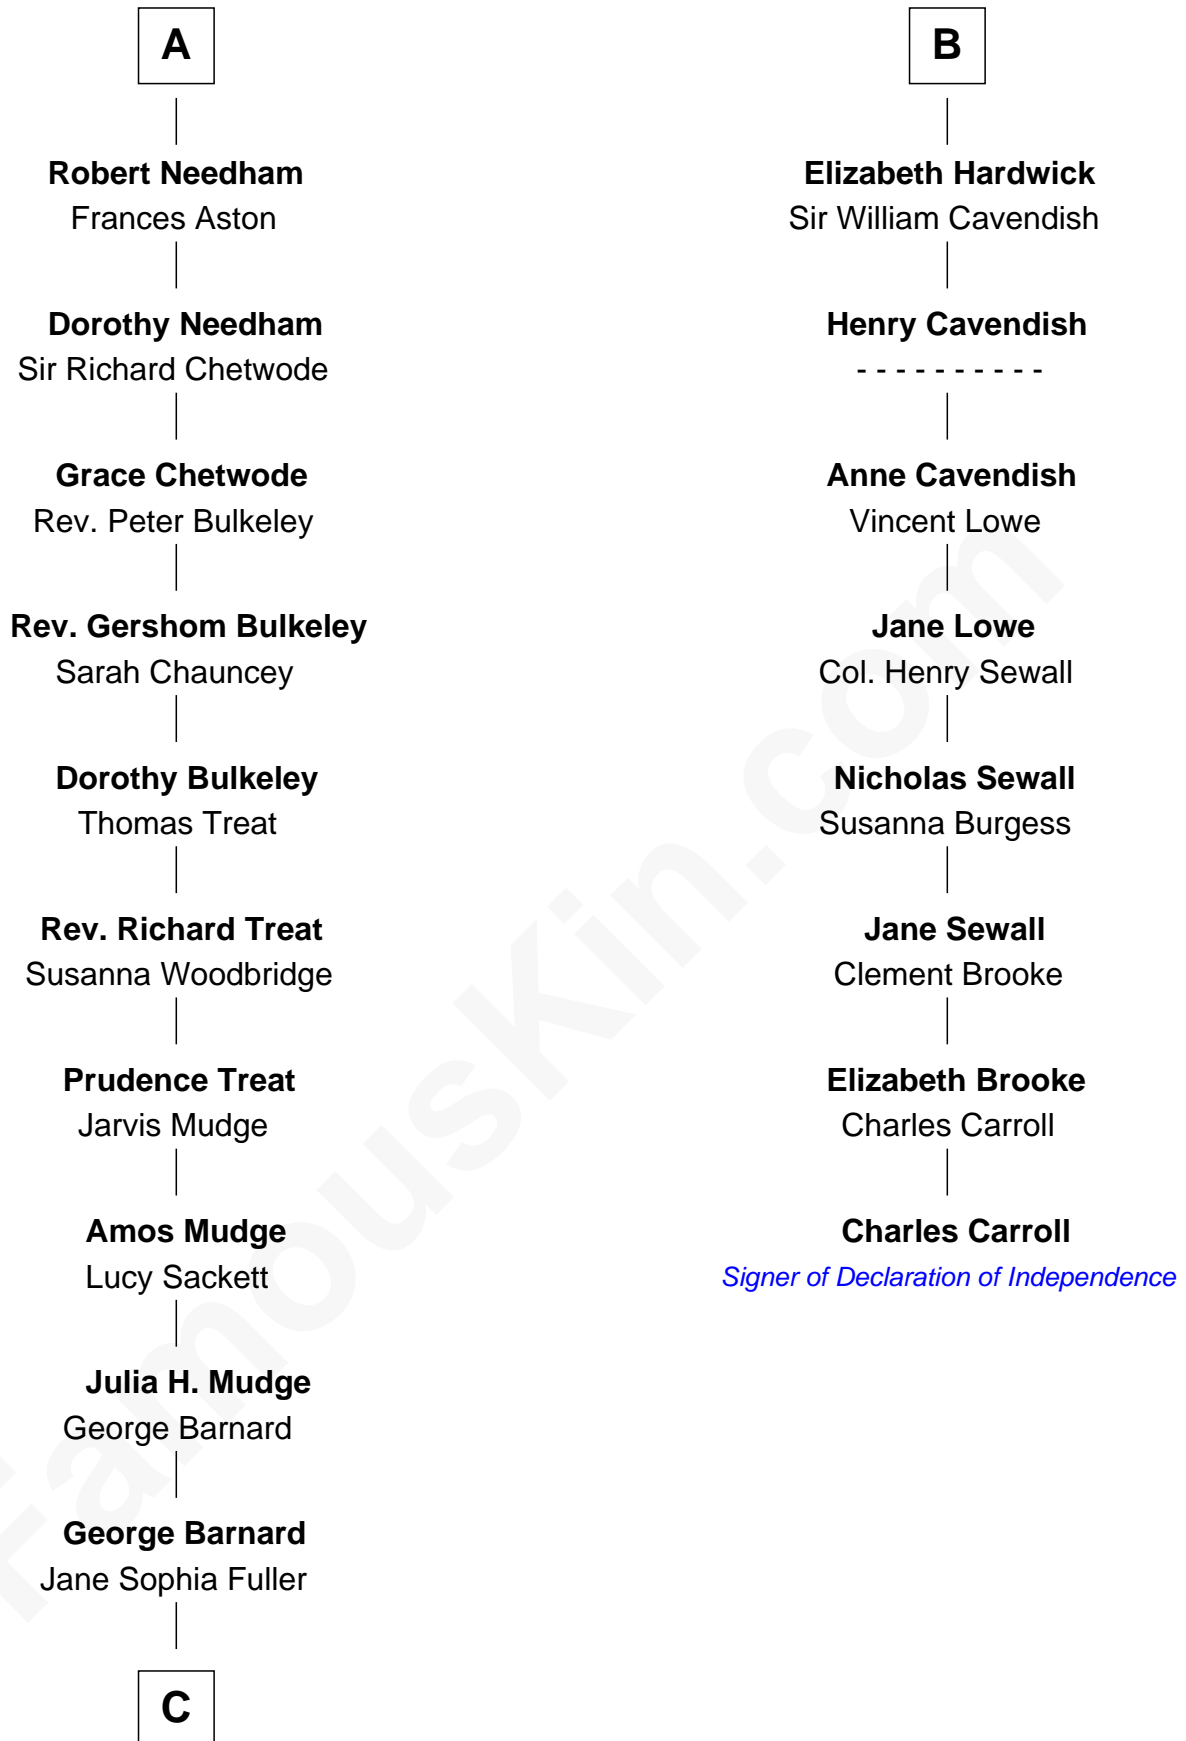 A
Robert Needham
Frances Aston
Dorothy Needham
Sir Richard Chetwode
Grace Chetwode
Rev. Peter Bulkeley
Rev. Gershom Bulkeley
Sarah Chauncey
Dorothy Bulkeley
Thomas Treat
Rev. Richard Treat
Susanna Woodbridge
Prudence Treat
Jarvis Mudge
Amos Mudge
Lucy Sackett
Julia H. Mudge
George Barnard
George Barnard
Jane Sophia Fuller
C
B
Elizabeth Hardwick
Sir William Cavendish
Henry Cavendish
- - - - - - - - - -
Anne Cavendish
Vincent Lowe
Jane Lowe
Col. Henry Sewall
Nicholas Sewall
Susanna Burgess
Jane Sewall
Clement Brooke
Elizabeth Brooke
Charles Carroll
Charles Carroll
Signer of Declaration of Independence
FamousKin.com